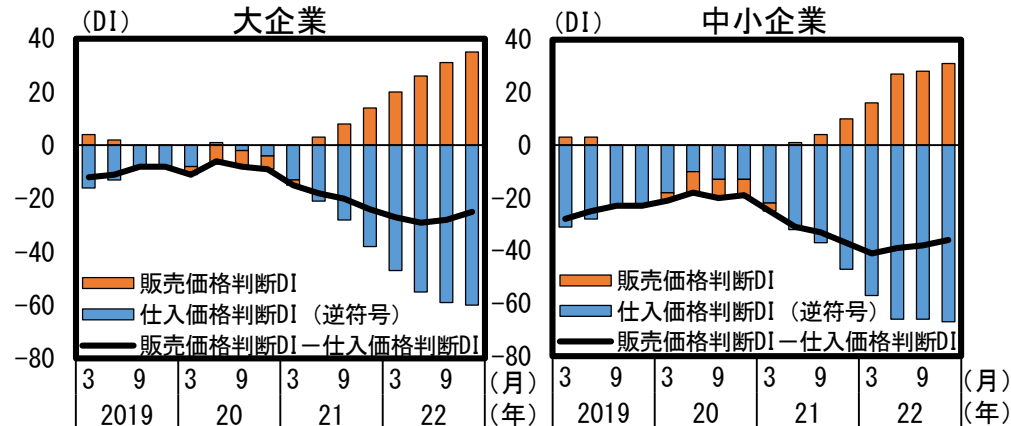 (DI) 大企業
40
20
0
-20
-40
-60
-80
販売価格判断DI
仕入価格判断DI (逆符号)
販売価格判断DI－仕入価格判断DI
3 9 3 9 3 9 3 9 (月)
2019 20 21 22 (年)
(DI) 中小企業
40
20
0
-20
-40
-60
-80
販売価格判断DI
仕入価格判断DI (逆符号)
販売価格判断DI－仕入価格判断DI
3 9 3 9 3 9 3 9 (月)
2019 20 21 22 (年)